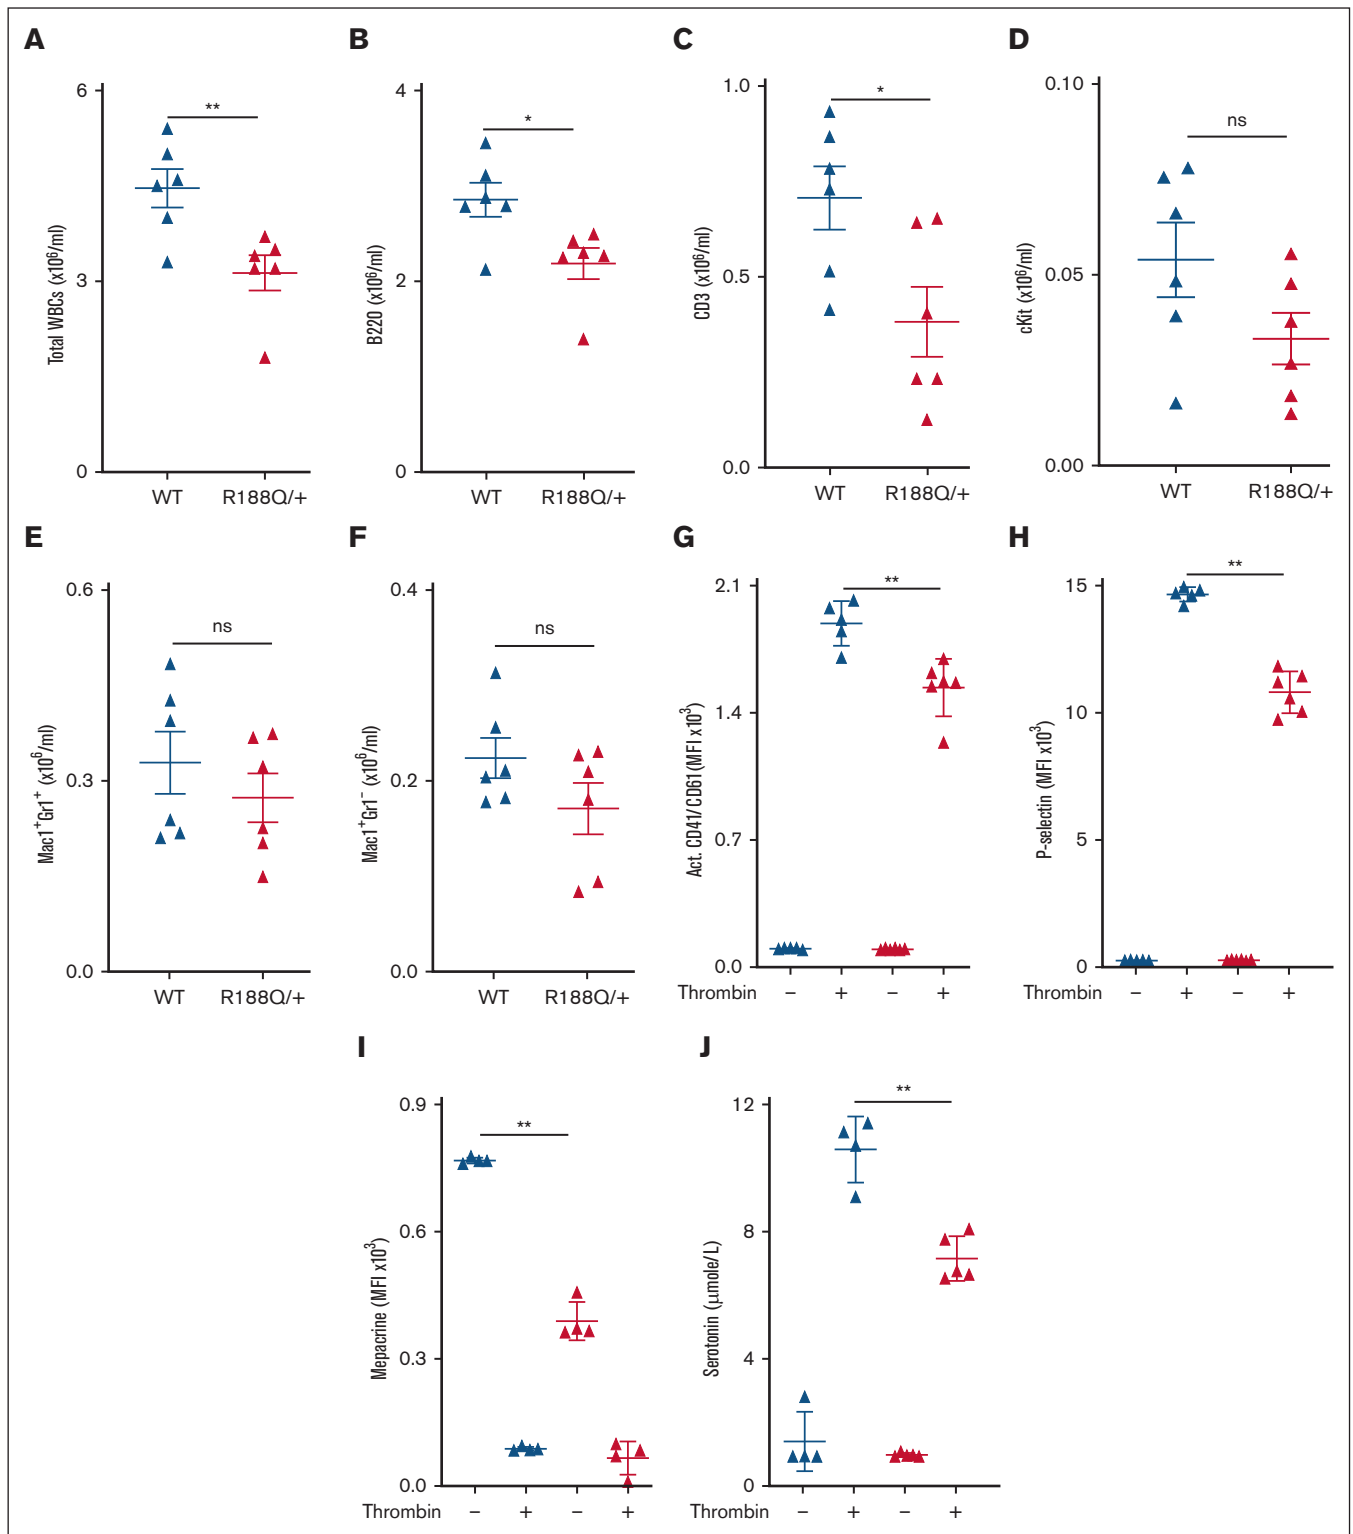 A
B
C
D
6
3
0
Total WBCs (x10⁶/ml)
**
WT
R188Q/+
4
2
0
B220 (x10⁶/ml)
*
WT
R188Q/+
1.0
0.5
0.0
CD3 (x10⁶/ml)
*
WT
R188Q/+
0.10
0.05
0.00
cKit (x10⁶/ml)
ns
WT
R188Q/+
E
F
G
H
0.6
0.3
0.0
Mac1⁺Gr1⁺ (x10⁶/ml)
ns
WT
R188Q/+
0.4
0.2
0.0
Mac1⁺Gr1⁻ (x10⁶/ml)
ns
WT
R188Q/+
2.1
1.4
0.7
0.0
Act. CD41/CD61(MFI x10³)
**
Thrombin − + − +
15
10
5
0
P-selectin (MFI x10³)
**
Thrombin − + − +
I
J
0.9
0.6
0.3
0.0
Mepacrine (MFI x10³)
**
Thrombin − + − +
12
8
4
0
Serotonin (μmole/L)
**
− + − +